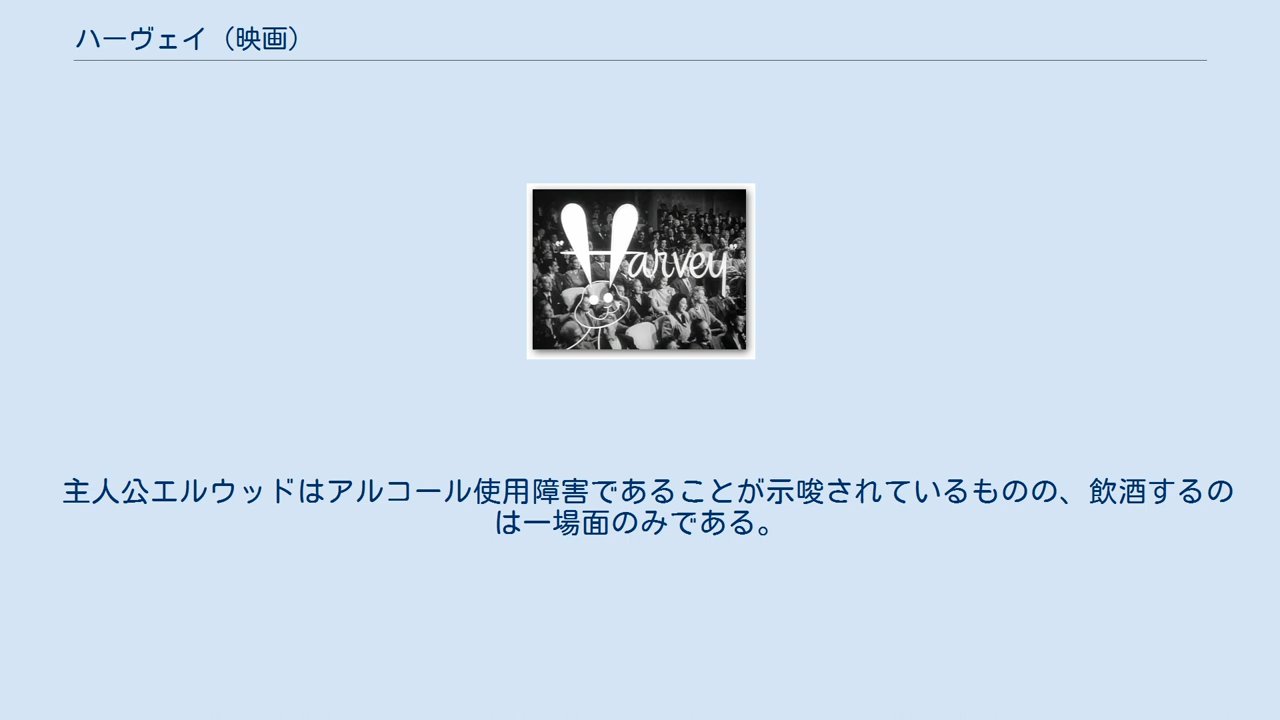 ハーヴェイ（映画）
"Harvey"
主人公エルウッドはアルコール使用障害であることが示唆されているものの、飲酒するの
は一場面のみである。